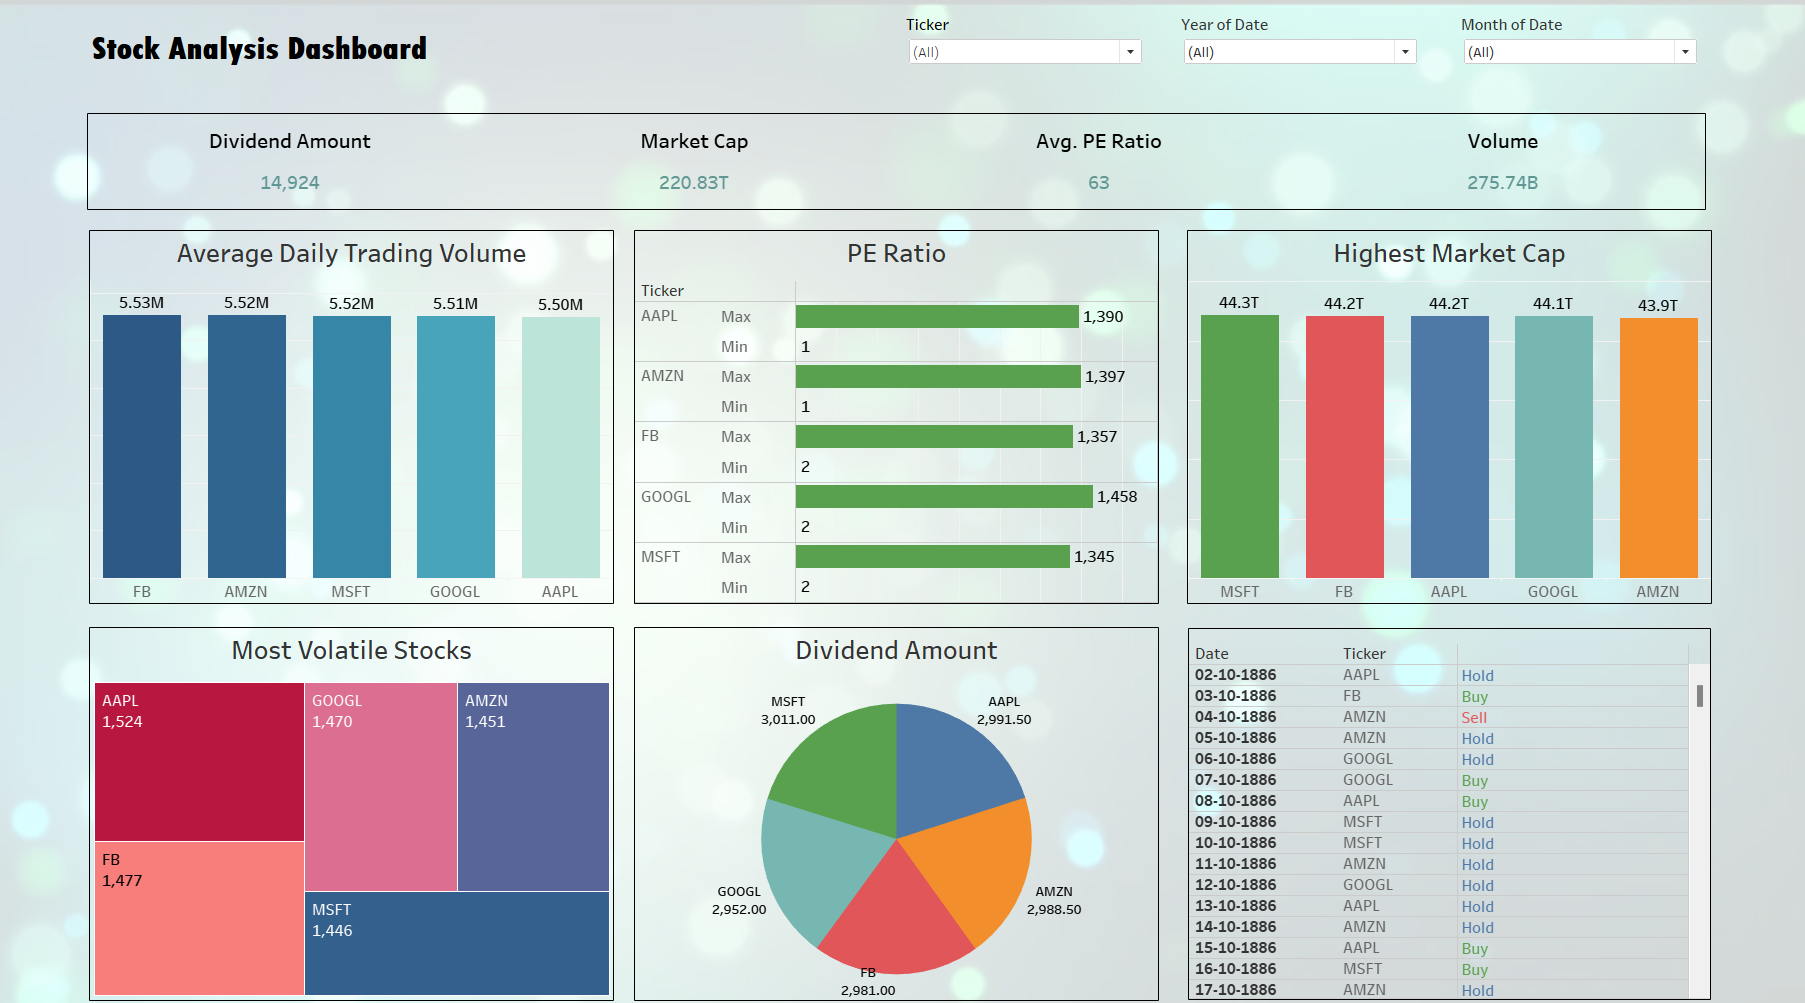 Stock Analysis Dashboard
Ticker
(All)
Year of Date
(All)
Month of Date
(All)
Dividend Amount
14,924
Market Cap
220.83T
Avg. PE Ratio
63
Volume
275.74B
Average Daily Trading Volume
5.53M 5.52M 5.52M 5.51M 5.50M
FB AMZN MSFT GOOGL AAPL
PE Ratio
Ticker
AAPL Max 1,390
Min 1
AMZN Max 1,397
Min 1
FB Max 1,357
Min 2
GOOGL Max 1,458
Min 2
MSFT Max 1,345
Min 2
Highest Market Cap
44.3T 44.2T 44.2T 44.1T 43.9T
MSFT FB AAPL GOOGL AMZN
Most Volatile Stocks
AAPL
1,524
GOOGL
1,470
AMZN
1,451
FB
1,477
MSFT
1,446
Dividend Amount
MSFT
3,011.00
AAPL
2,991.50
GOOGL
2,952.00
AMZN
2,988.50
FB
2,981.00
Date Ticker
02-10-1886 AAPL Hold
03-10-1886 FB Buy
04-10-1886 AMZN Sell
05-10-1886 AMZN Hold
06-10-1886 GOOGL Hold
07-10-1886 GOOGL Buy
08-10-1886 AAPL Buy
09-10-1886 MSFT Hold
10-10-1886 MSFT Hold
11-10-1886 AMZN Hold
12-10-1886 GOOGL Hold
13-10-1886 AAPL Hold
14-10-1886 AMZN Hold
15-10-1886 AAPL Buy
16-10-1886 MSFT Buy
17-10-1886 AMZN Hold